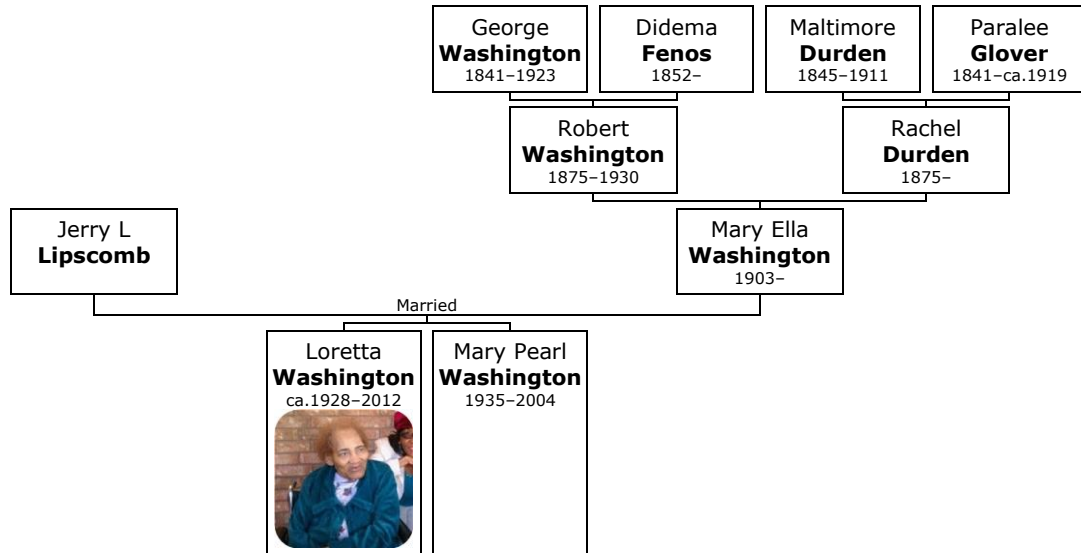 George
Washington
1841–1923
Didema
Fenos
1852–
Maltimore
Durden
1845–1911
Paralee
Glover
1841–ca.1919
Robert
Washington
1875–1930
Rachel
Durden
1875–
Jerry L
Lipscomb
Mary Ella
Washington
1903–
Married
Loretta
Washington
ca.1928–2012
Mary Pearl
Washington
1935–2004